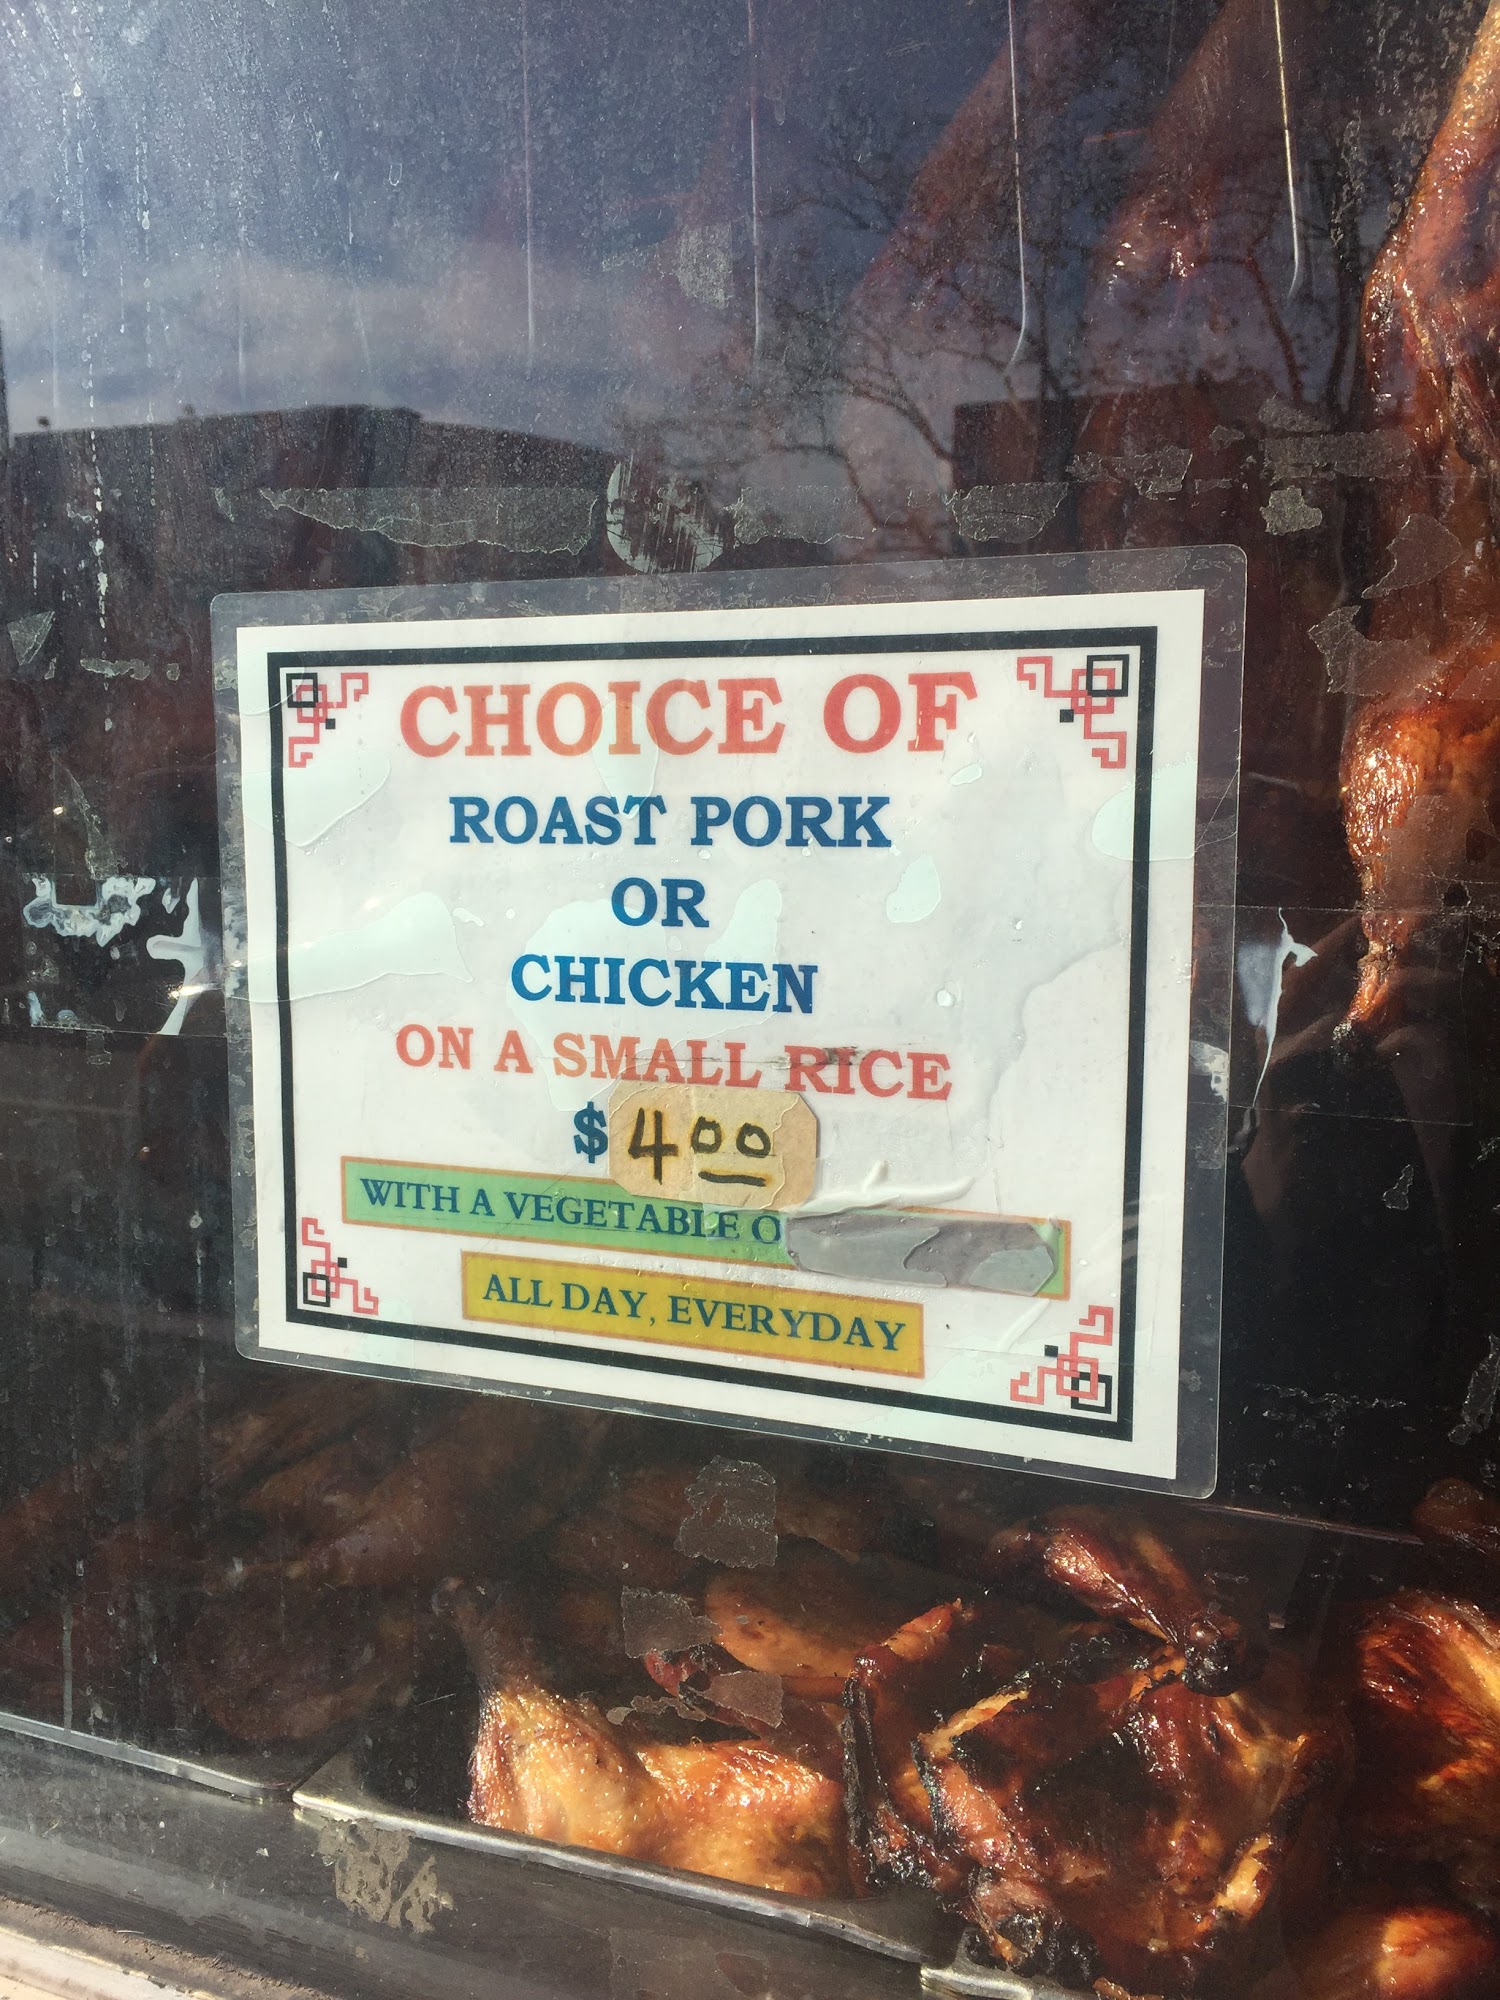 CHOICE OF
ROAST PORK
OR
CHICKEN
ON A SMALL RICE
$ 4.00
WITH A VEGETABLE
ALL DAY, EVERYDAY